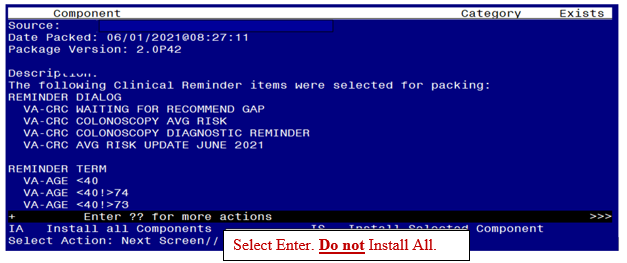 Component Category Exists
Source:
Date Packed: 06/01/2021@08:27:11
Package Version: 2.0P42
Description:
The following Clinical Reminder items were selected for packing:
REMINDER DIALOG
VA-CRC WAITING FOR RECOMMEND GAP
VA-CRC COLONOSCOPY AVG RISK
VA-CRC COLONOSCOPY DIAGNOSTIC REMINDER
VA-CRC AVG RISK UPDATE JUNE 2021
REMINDER TERM
VA-AGE <40
VA-AGE <40!>74
VA-AGE <40!>73
+ Enter ?? for more actions >>>
IA Install all Components IS Install Selected Component
Select Action: Next Screen//
Select Enter. Do not Install All.